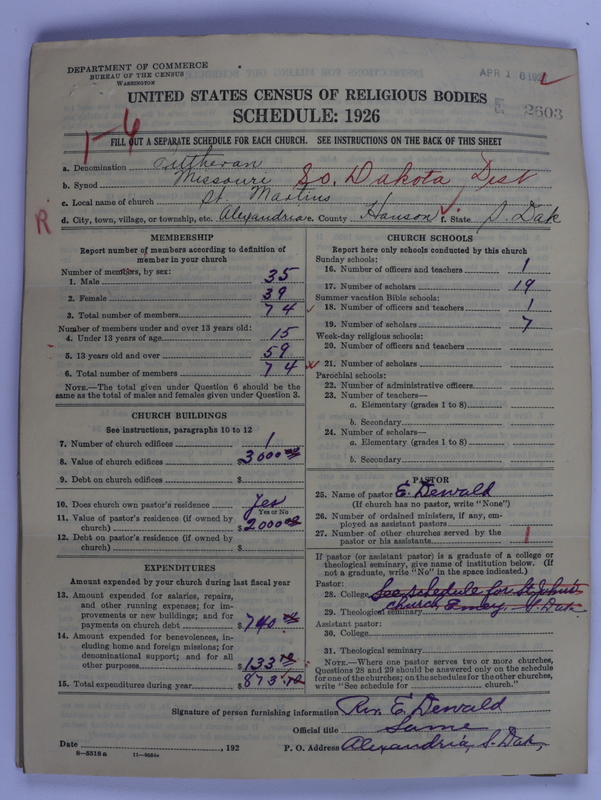 DEPARTMENT OF COMMERCE
BUREAU OF THE CENSUS
WASHINGTON
APR 1 6 192
2603
UNITED STATES CENSUS OF RELIGIOUS BODIES
SCHEDULE: 1926
1-6
FILL OUT A SEPARATE SCHEDULE FOR EACH CHURCH. SEE INSTRUCTIONS ON THE BACK OF THIS SHEET
a. Denomination Lutheran
b. Synod Missouri So. Dakota Dist
c. Local name of church St. Martins
d. City, town, village, or township, etc. Alexandria e. County Hanson f. State S. Dak
R
MEMBERSHIP
Report number of members according to definition of
member in your church
Number of members, by sex:
1. Male 35
2. Female 39
3. Total number of members 74
Number of members under and over 13 years old:
4. Under 13 years of age 15
5. 13 years old and over 59
6. Total number of members 74
NOTE.—The total given under Question 6 should be
same as the total of males and females given under Question 3.
CHURCH BUILDINGS
See instructions, paragraphs 10 to 12
7. Number of church edifices 1
8. Value of church edifices $3000.00
9. Debt on church edifices $
10. Does church own pastor's residence Yes
Yes or No
11. Value of pastor's residence (if owned by
church) $2000.00
12. Debt on pastor's residence (if owned by
church) $
EXPENDITURES
Amount expended by your church during last fiscal year
13. Amount expended for salaries, repairs,
and other running expenses; for im-
provements or new buildings; and for
payments on church debt $740.00
14. Amount expended for benevolences, in-
cluding home and foreign missions; for
denominational support; and for all
other purposes $133.00
15. Total expenditures during year $873.00
CHURCH SCHOOLS
Report here only schools conducted by this church
Sunday schools:
16. Number of officers and teachers 1
17. Number of scholars 19
Summer vacation Bible schools:
18. Number of officers and teachers 1
19. Number of scholars 7
Week-day religious schools:
20. Number of officers and teachers
21. Number of scholars
Parochial schools:
22. Number of administrative officers
23. Number of teachers—
a. Elementary (grades 1 to 8)
b. Secondary
24. Number of scholars—
a. Elementary (grades 1 to 8)
b. Secondary
PASTOR
25. Name of pastor E. Dewald
(If church has no pastor, write "None")
26. Number of ordained ministers, if any, em-
ployed as assistant pastors
27. Number of other churches served by the
pastor or his assistants 1
If pastor (or assistant pastor) is a graduate of a college or
theological seminary, give name of institution below. (If
not a graduate, write "No" in the space indicated.)
Pastor:
28. College See schedule for St. John's
29. Theological seminary church, Emery, S. Dak
Assistant pastor:
30. College
31. Theological seminary
NOTE.—Where one pastor serves two or more churches,
Questions 28 and 29 should be answered only on the schedule
for one of the churches; on the schedules for the other churches,
write "See schedule for church."
Signature of person furnishing information Rev. E. Dewald
Official title Same
Date , 192 P. O. Address Alexandria, S. Dak.
8-5518a 11-9661a